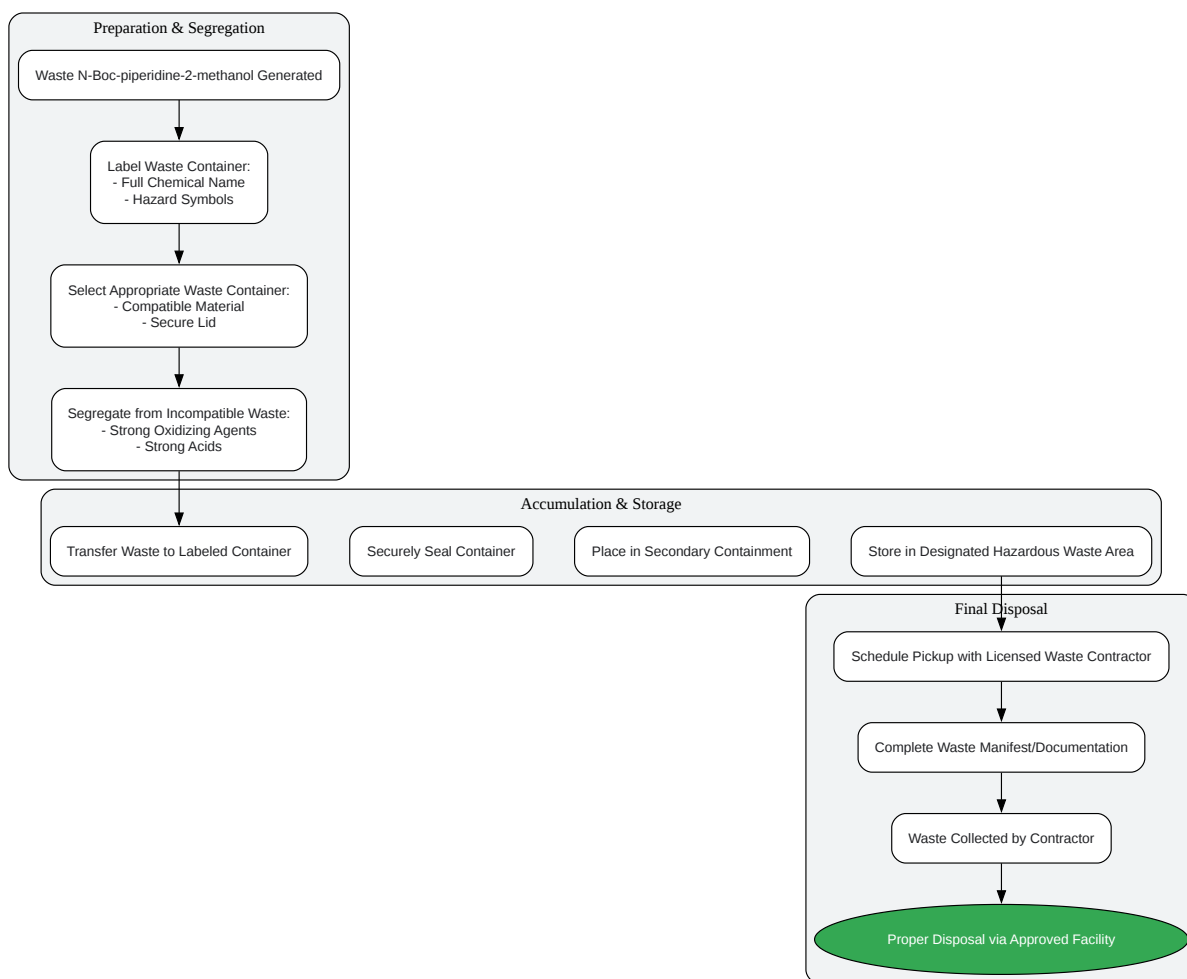 Preparation & Segregation
Waste N-Boc-piperidine-2-methanol Generated
Label Waste Container:
- Full Chemical Name
- Hazard Symbols
Select Appropriate Waste Container:
- Compatible Material
- Secure Lid
Segregate from Incompatible Waste:
- Strong Oxidizing Agents
- Strong Acids
Accumulation & Storage
Transfer Waste to Labeled Container
Securely Seal Container
Place in Secondary Containment
Store in Designated Hazardous Waste Area
Final Disposal
Schedule Pickup with Licensed Waste Contractor
Complete Waste Manifest/Documentation
Waste Collected by Contractor
Proper Disposal via Approved Facility